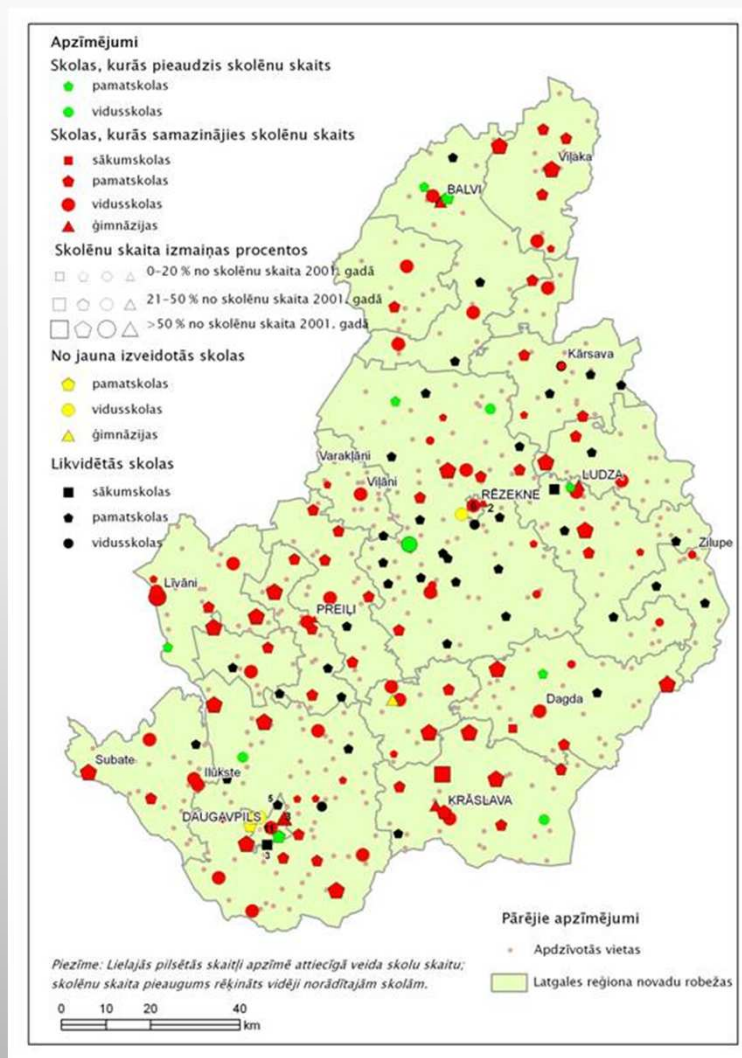 Apzīmējumi
Skolas, kurās pieaudzis skolēnu skaits
pamatskolas
vidusskolas
Skolas, kurās samazinājies skolēnu skaits
sākumskolas
pamatskolas
vidusskolas
ģimnāzijas
Skolēnu skaita izmaiņas procentos
0-20 % no skolēnu skaita 2001. gadā
21-50 % no skolēnu skaita 2001. gadā
>50 % no skolēnu skaita 2001. gadā
No jauna izveidotās skolas
pamatskolas
vidusskolas
ģimnāzijas
Likvidētās skolas
sākumskolas
pamatskolas
vidusskolas
Viļaka
BALVI
Kārsava
Varakļāni
Viļāni
LUDZA
RĒZEKNE
2
Zilupe
Līvāni
PREIĻI
Dagda
Subate
Ilūkste
5
DAUGAVPILS
3
11
3
KRĀSLAVA
Pārējie apzīmējumi
Apdzīvotās vietas
Latgales reģiona novadu robežas
Piezīme: Lielajās pilsētās skaitļi apzīmē attiecīgā veida skolu skaitu;
skolēnu skaita pieaugums rēķināts vidēji norādītajām skolām.
0 10 20 40
km